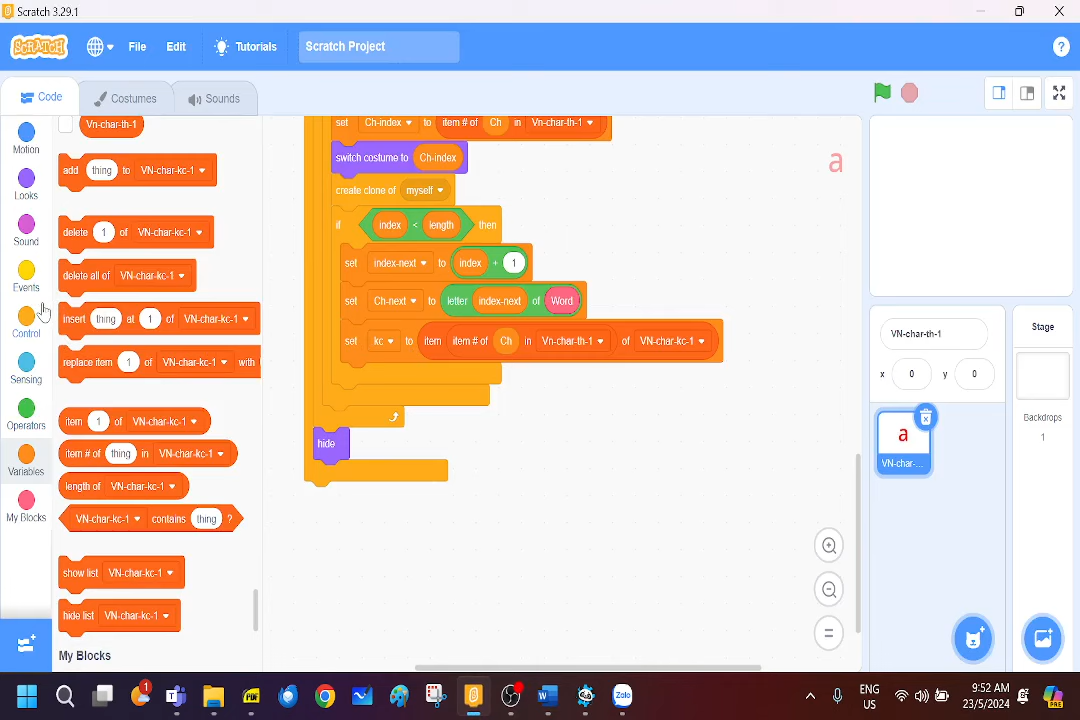 Scratch 3.29.1
SCRATCH
File
Edit
Tutorials
Scratch Project
?
Code
Costumes
Sounds
Motion
Looks
Sound
Events
Control
Sensing
Operators
Variables
My Blocks
Vn-char-th-1
add thing to VN-char-kc-1
delete 1 of VN-char-kc-1
delete all of VN-char-kc-1
insert thing at 1 of VN-char-kc-1
replace item 1 of VN-char-kc-1 with
item 1 of VN-char-kc-1
item # of thing in VN-char-kc-1
length of VN-char-kc-1
VN-char-kc-1 contains thing ?
show list VN-char-kc-1
hide list VN-char-kc-1
My Blocks
set Ch-index to item # of Ch in Vn-char-th-1
switch costume to Ch-index
create clone of myself
if index < length then
set index-next to index + 1
set Ch-next to letter index-next of Word
set kc to item item # of Ch in Vn-char-th-1 of VN-char-kc-1
hide
a
VN-char-th-1
x 0 y 0
a
VN-char-...
Stage
Backdrops
1
1
PDF
Zalo
ENG
US
9:52 AM
23/5/2024
PRE